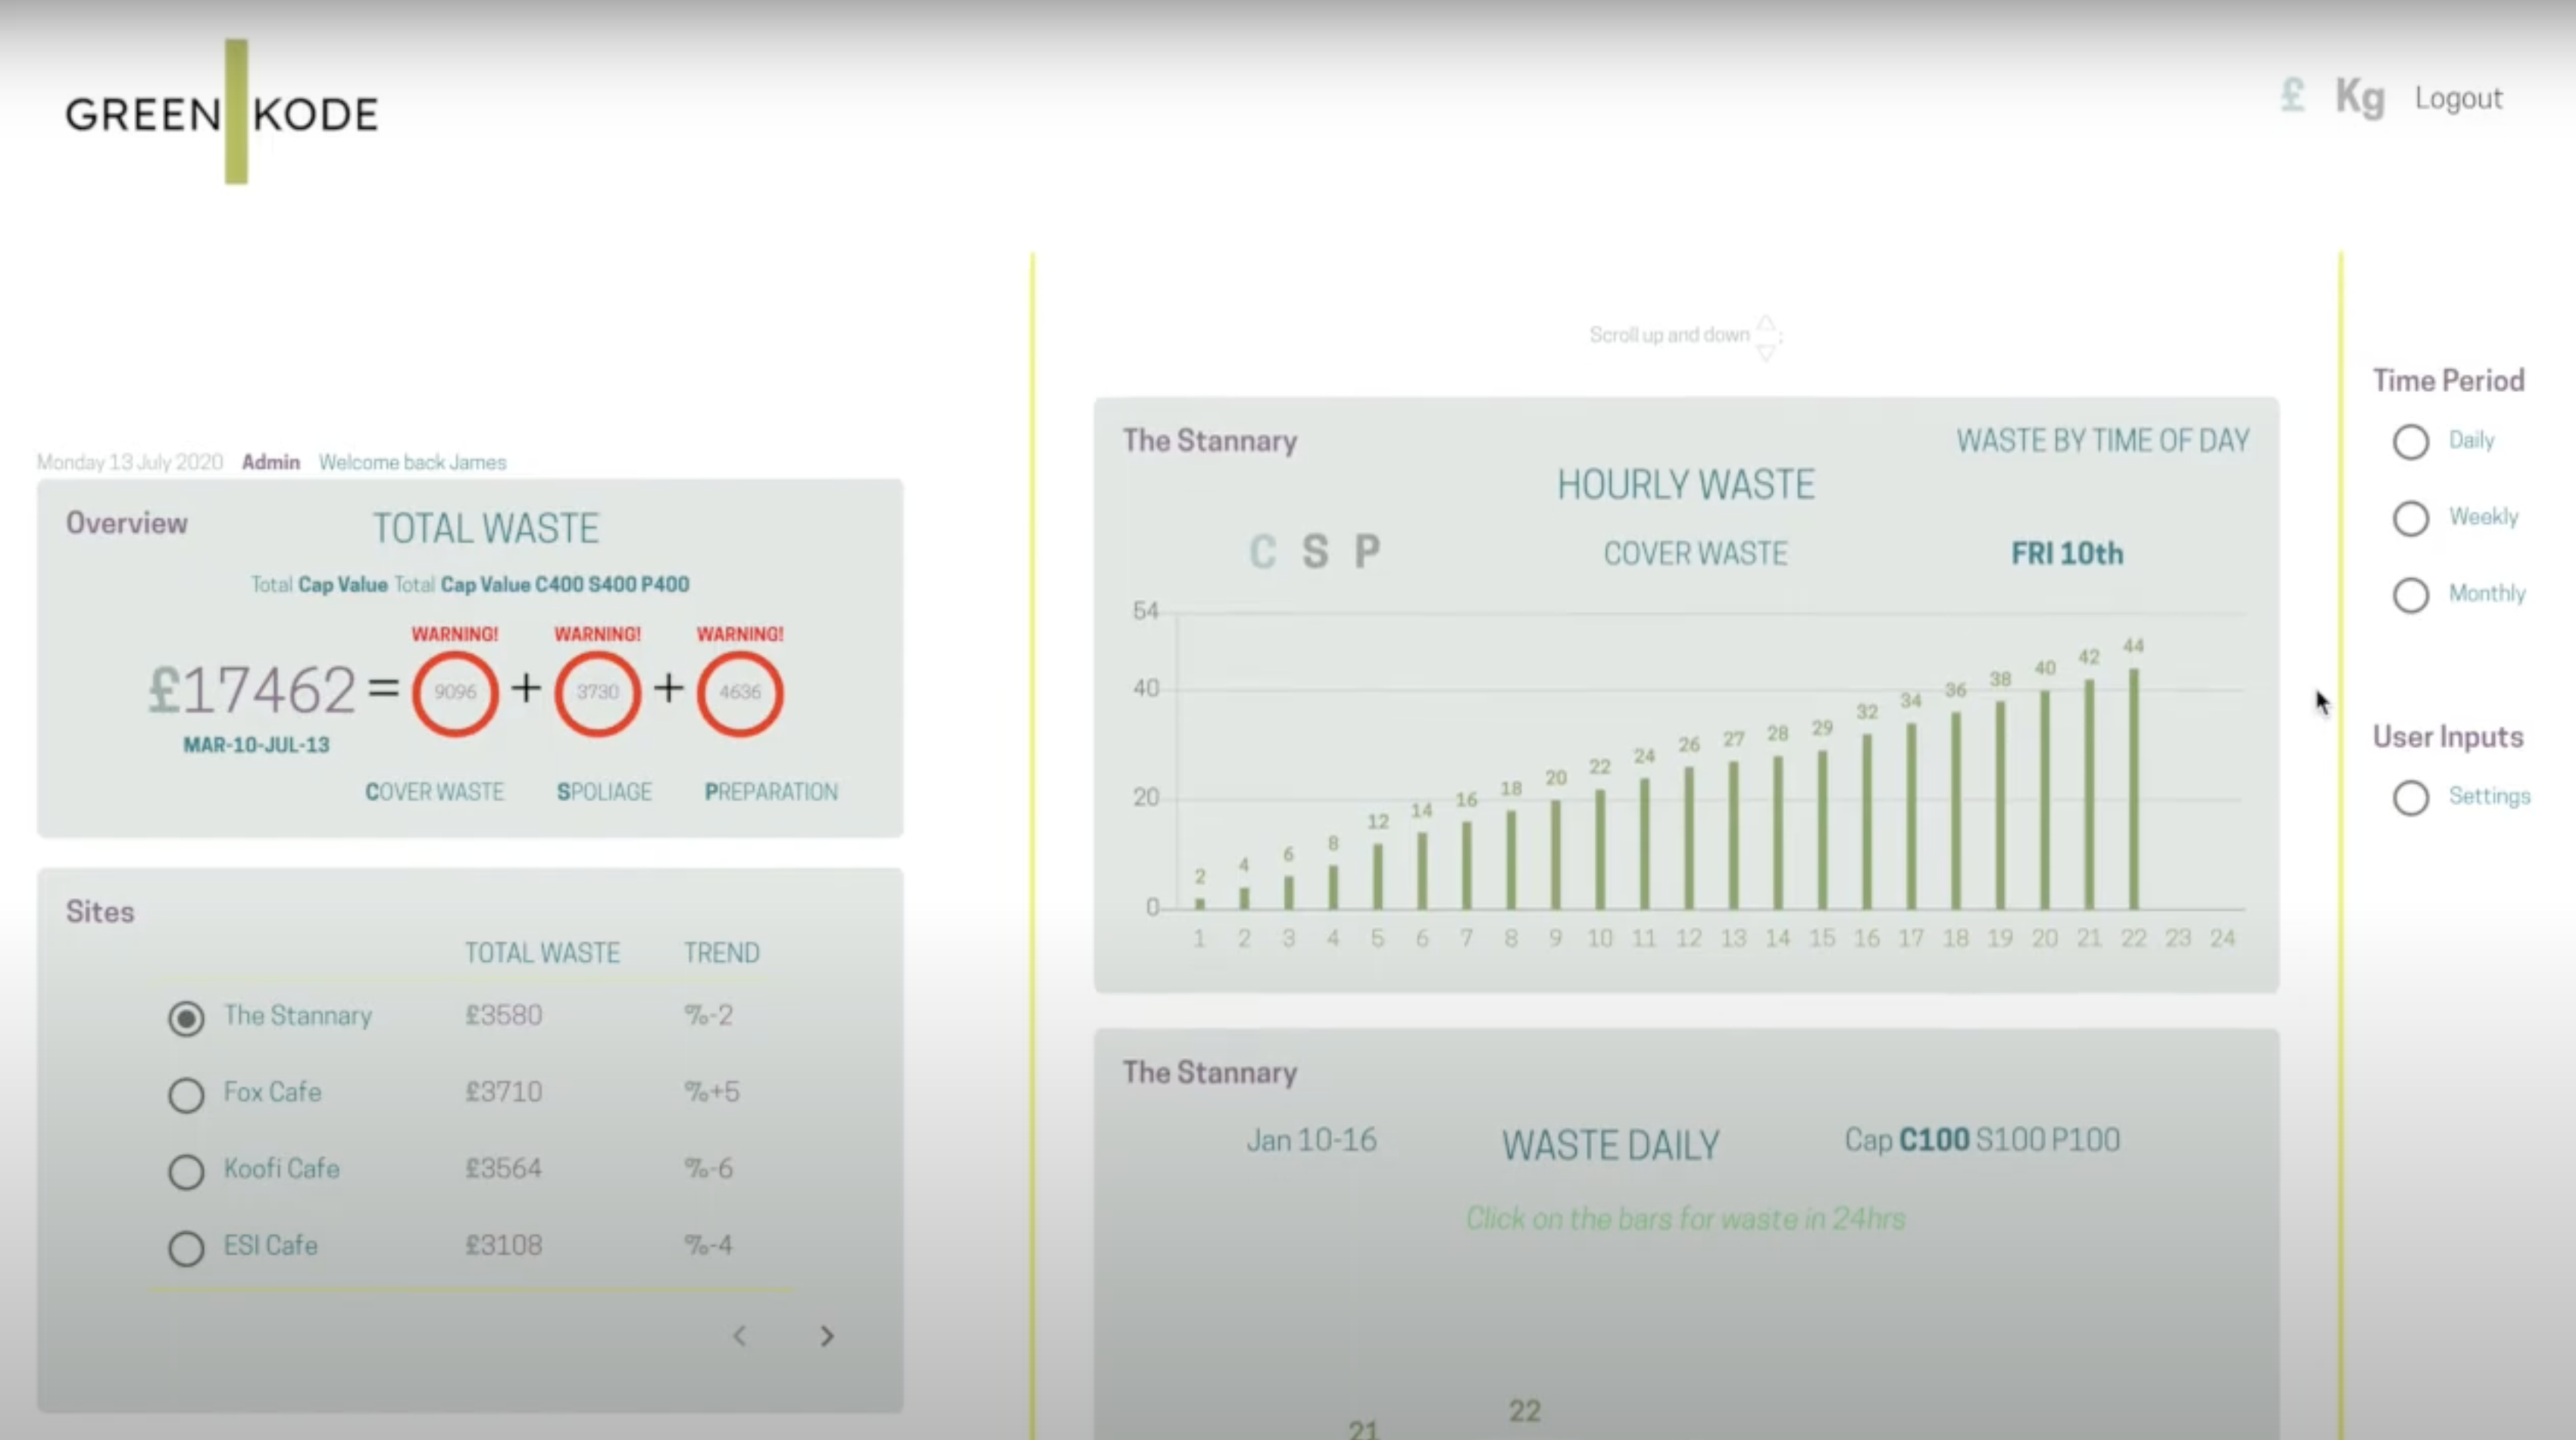 GREEN KODE
£ Kg Logout
Scroll up and down
Monday 13 July 2020 Admin Welcome back James
Overview
TOTAL WASTE
Total Cap Value Total Cap Value C400 S400 P400
WARNING! WARNING! WARNING!
£17462 = 9096 + 3730 + 4636
MAR-10-JUL-13
COVER WASTE SPOLIAGE PREPARATION
Sites
TOTAL WASTE TREND
The Stannary £3580 %-2
Fox Cafe £3710 %+5
Koofi Cafe £3564 %-6
ESI Cafe £3108 %-4
< >
The Stannary WASTE BY TIME OF DAY
HOURLY WASTE
C S P COVER WASTE FRI 10th
54
40
20
0
2 4 6 8 12 14 16 18 20 22 24 26 27 28 29 32 34 36 38 40 42 44
1 2 3 4 5 6 7 8 9 10 11 12 13 14 15 16 17 18 19 20 21 22 23 24
The Stannary
Jan 10-16 WASTE DAILY Cap C100 S100 P100
Click on the bars for waste in 24hrs
21 22
Time Period
Daily
Weekly
Monthly
User Inputs
Settings